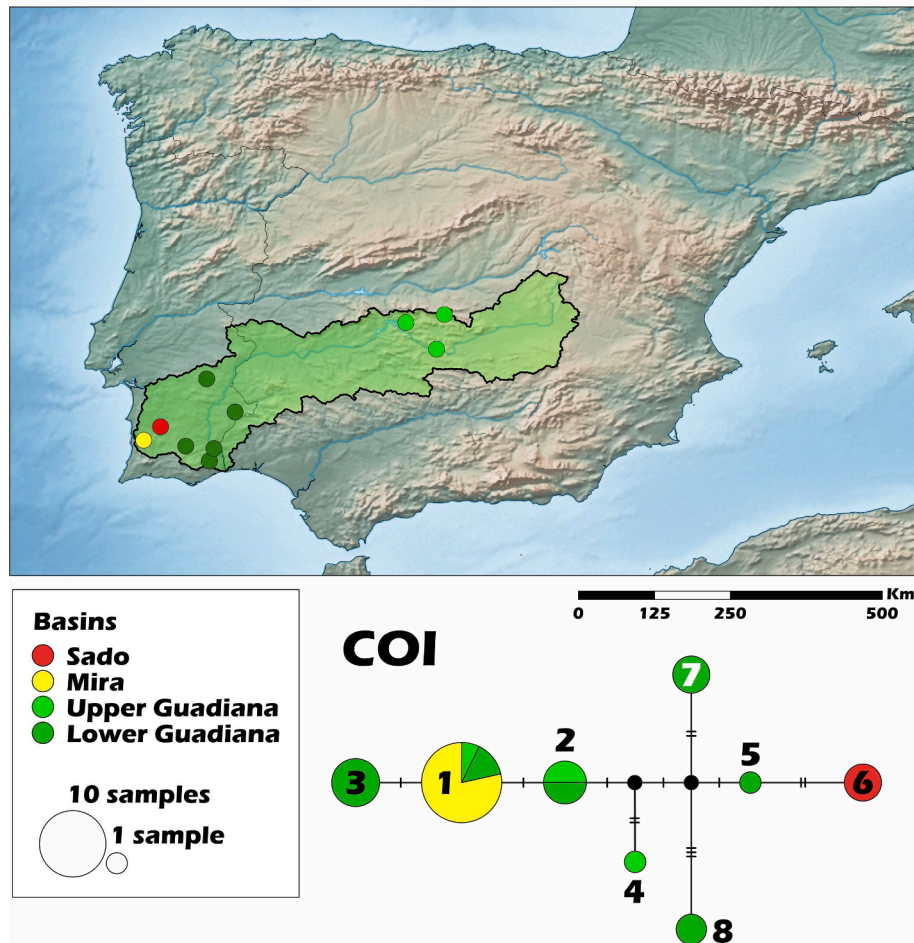 Km
0 125 250 500
Basins
Sado
Mira
Upper Guadiana
Lower Guadiana
10 samples
1 sample
COI
7
3
1
2
5
6
4
8